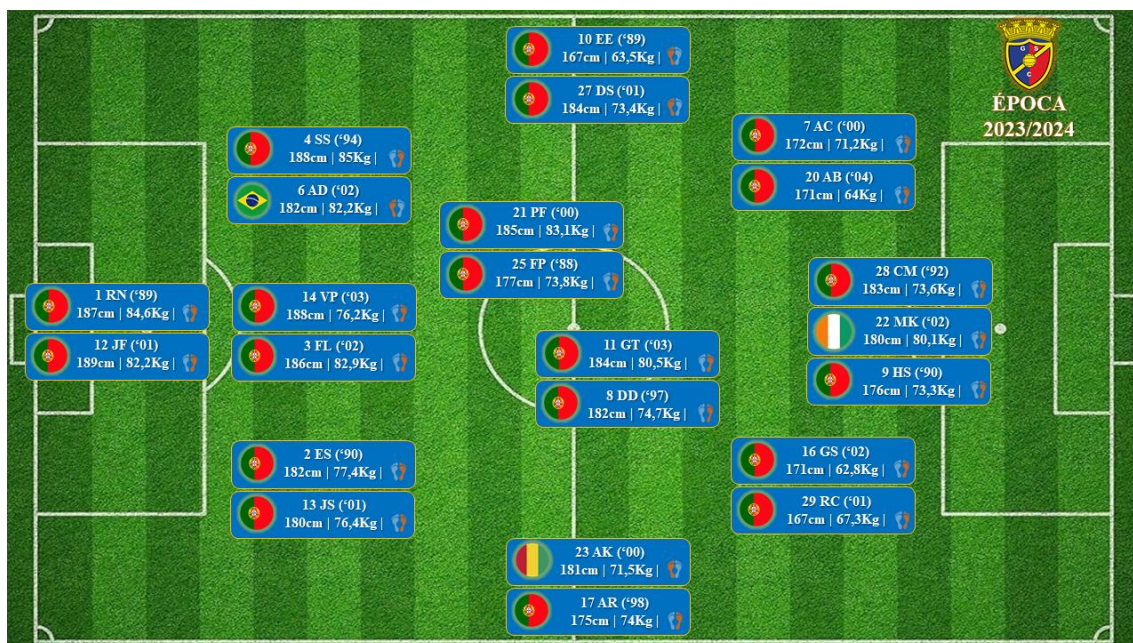 10 EE (‘89)
167cm | 63,5Kg |
27 DS (‘01)
184cm | 73,4Kg |
G S
C
ÉPOCA
2023/2024
7 AC (‘00)
172cm | 71,2Kg |
20 AB (‘04)
171cm | 64Kg |
4 SS (‘94)
188cm | 85Kg |
6 AD (‘02)
182cm | 82,2Kg |
21 PF (‘00)
185cm | 83,1Kg |
25 FP (‘88)
177cm | 73,8Kg |
1 RN (‘89)
187cm | 84,6Kg |
12 JF (‘01)
189cm | 82,2Kg |
14 VP (‘03)
188cm | 76,2Kg |
3 FL (‘02)
186cm | 82,9Kg |
11 GT (‘03)
184cm | 80,5Kg |
8 DD (‘97)
182cm | 74,7Kg |
28 CM (‘92)
183cm | 73,6Kg |
22 MK (‘02)
180cm | 80,1Kg |
9 HS (‘90)
176cm | 73,3Kg |
2 ES (‘90)
182cm | 77,4Kg |
13 JS (‘01)
180cm | 76,4Kg |
16 GS (‘02)
171cm | 62,8Kg |
29 RC (‘01)
167cm | 67,3Kg |
23 AK (‘00)
181cm | 71,5Kg |
17 AR (‘98)
175cm | 74Kg |